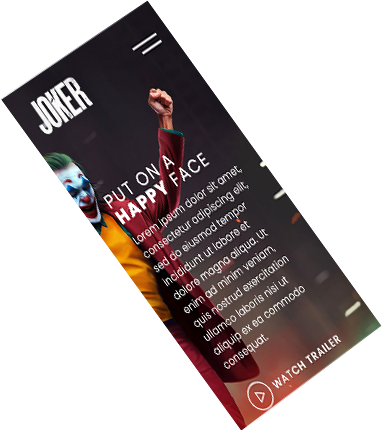 JOKER
PUT ON A
HAPPY FACE
Lorem ipsum dolor sit amet,
consectetur adipiscing elit,
sed do eiusmod tempor
incididunt ut labore et
dolore magna aliqua. Ut
enim ad minim veniam,
quis nostrud exercitation
ullamco laboris nisi ut
aliquip ex ea commodo
consequat.
WATCH TRAILER